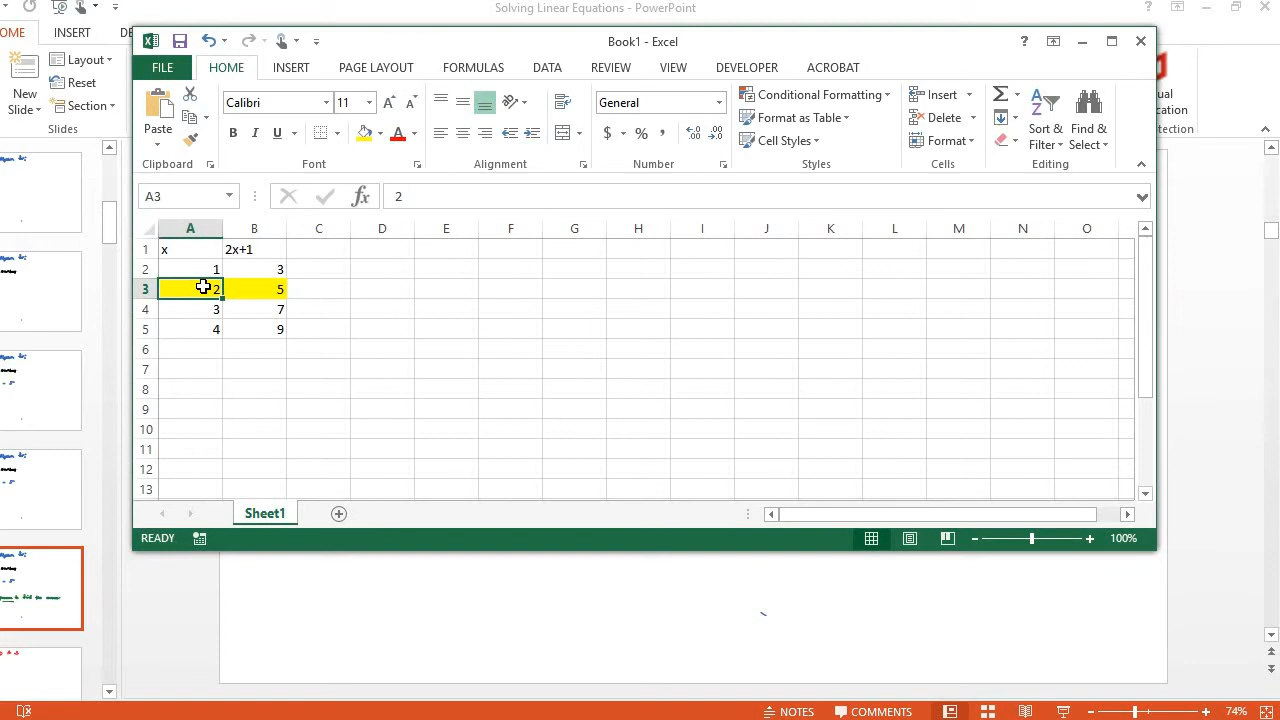 Solving Linear Equations - PowerPoint
OME
INSERT
DE
Layout
Reset
Section
New
Slide
Slides
Book1 - Excel
FILE
HOME
INSERT
PAGE LAYOUT
FORMULAS
DATA
REVIEW
VIEW
DEVELOPER
ACROBAT
Paste
Clipboard
Calibri
11
B I U
Font
Alignment
General
$ % ,
Number
Conditional Formatting
Format as Table
Cell Styles
Styles
Insert
Delete
Format
Cells
Sort &
Filter
Find &
Select
Editing
A3
fx
2
A B C D E F G H I J K L M N O
1 x 2x+1
2 1 3
3 2 5
4 3 7
5 4 9
6
7
8
9
10
11
12
13
Sheet1
READY
100%
NOTES
COMMENTS
74%